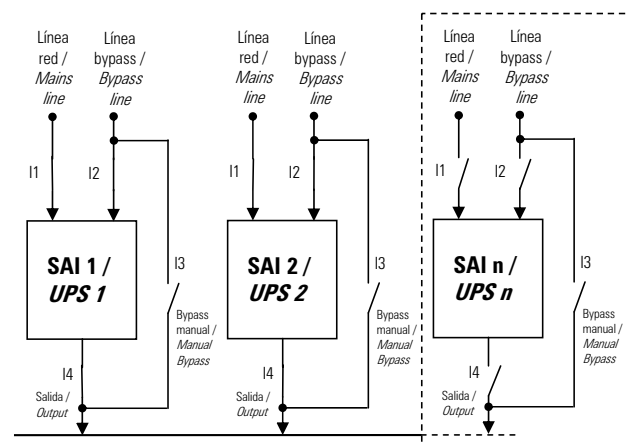 Línea
red /
Mains
line
Línea
bypass /
Bypass
line
I1
I2
SAI 1 /
UPS 1
I3
Bypass
manual /
Manual
Bypass
I4
Salida /
Output
Línea
red /
Mains
line
Línea
bypass /
Bypass
line
I1
I2
SAI 2 /
UPS 2
I3
Bypass
manual /
Manual
Bypass
I4
Salida /
Output
Línea
red /
Mains
line
Línea
bypass /
Bypass
line
I1
I2
SAI n /
UPS n
I3
Bypass
manual /
Manual
Bypass
I4
Salida /
Output